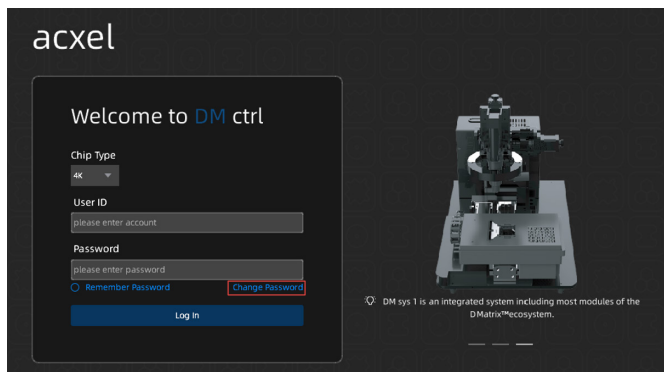 acxel
Welcome to DM ctrl
Chip Type
4K
User ID
please enter account
Password
please enter password
Remember Password
Change Password
Log In
DM sys 1 is an integrated system including most modules of the
DMatrix™ecosystem.